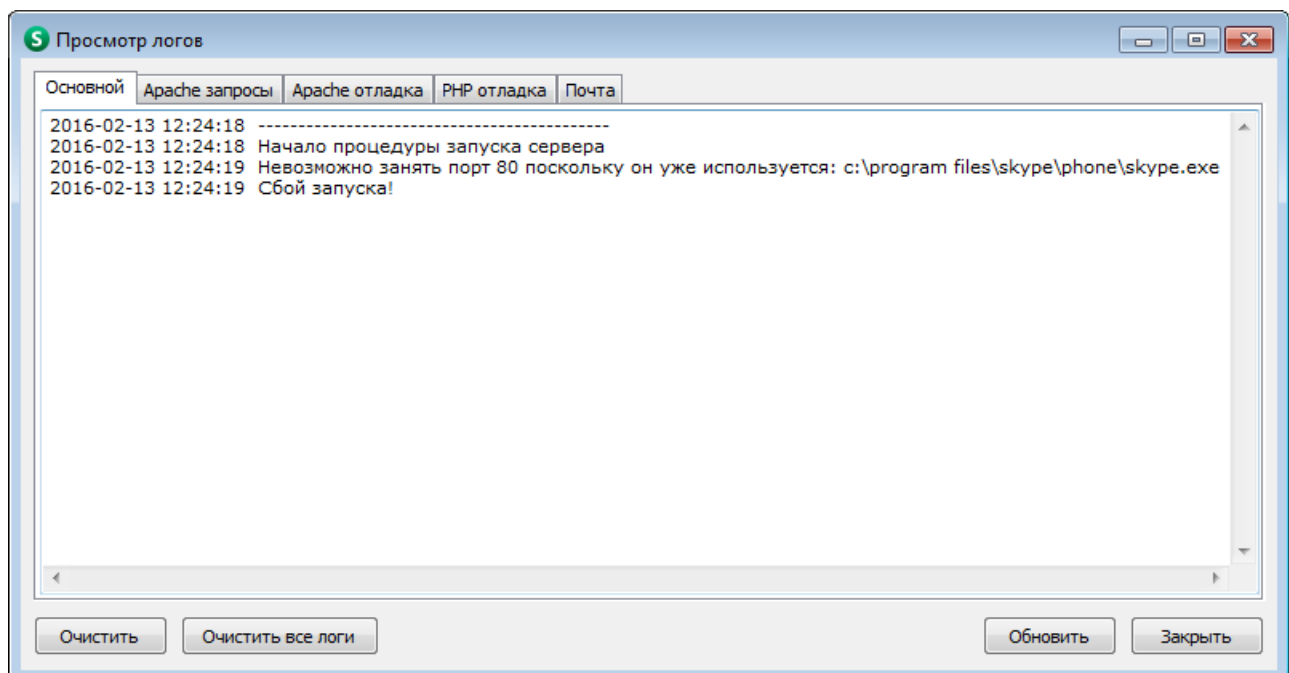 S Просмотр логов
Основной Apache запросы Apache отладка PHP отладка Почта
2016-02-13 12:24:18 --------------------------------------------
2016-02-13 12:24:18 Начало процедуры запуска сервера
2016-02-13 12:24:19 Невозможно занять порт 80 поскольку он уже используется: c:\program files\skype\phone\skype.exe
2016-02-13 12:24:19 Сбой запуска!
Очистить Очистить все логи Обновить Закрыть